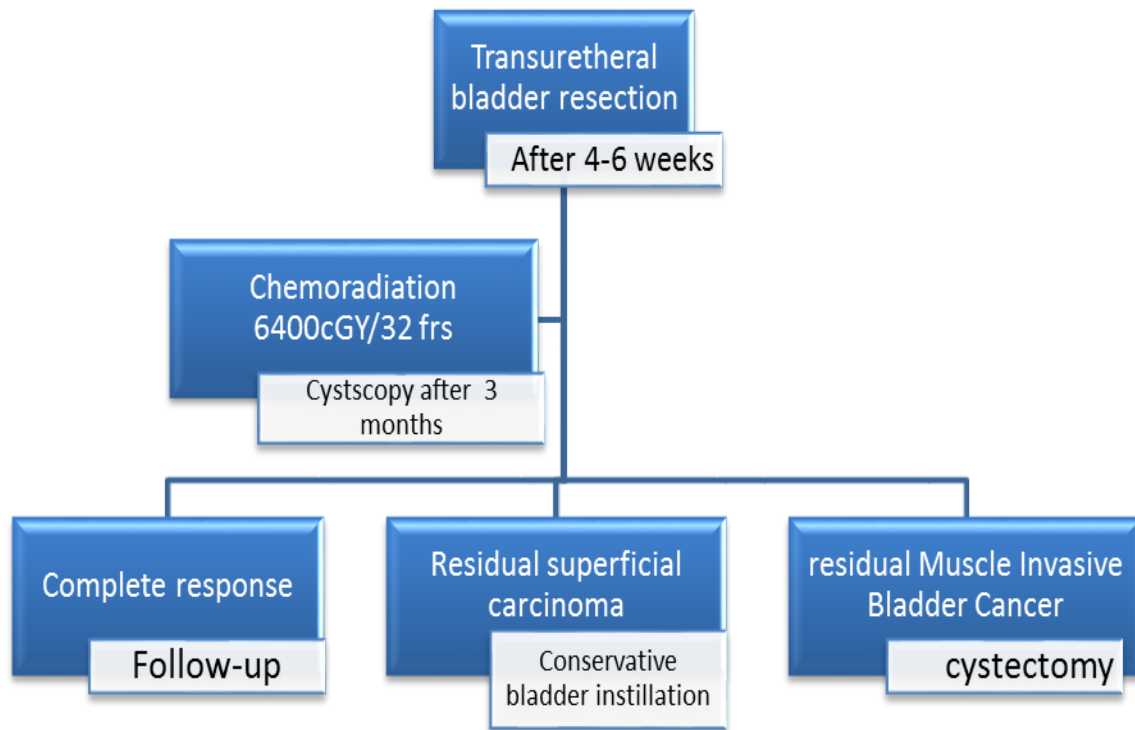 Transuretheral
bladder resection
After 4-6 weeks
Chemoradiation
6400cGY/32 frs
Cystscopy after 3
months
Complete response
Follow-up
Residual superficial
carcinoma
Conservative
bladder instillation
residual Muscle Invasive
Bladder Cancer
cystectomy